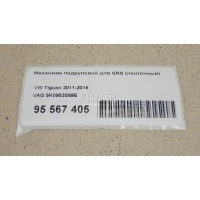 Механизм подрулевой для SRS (ленточный)
VW Tiguan 2011-2016
VAG 5K0953569E
95 567 405